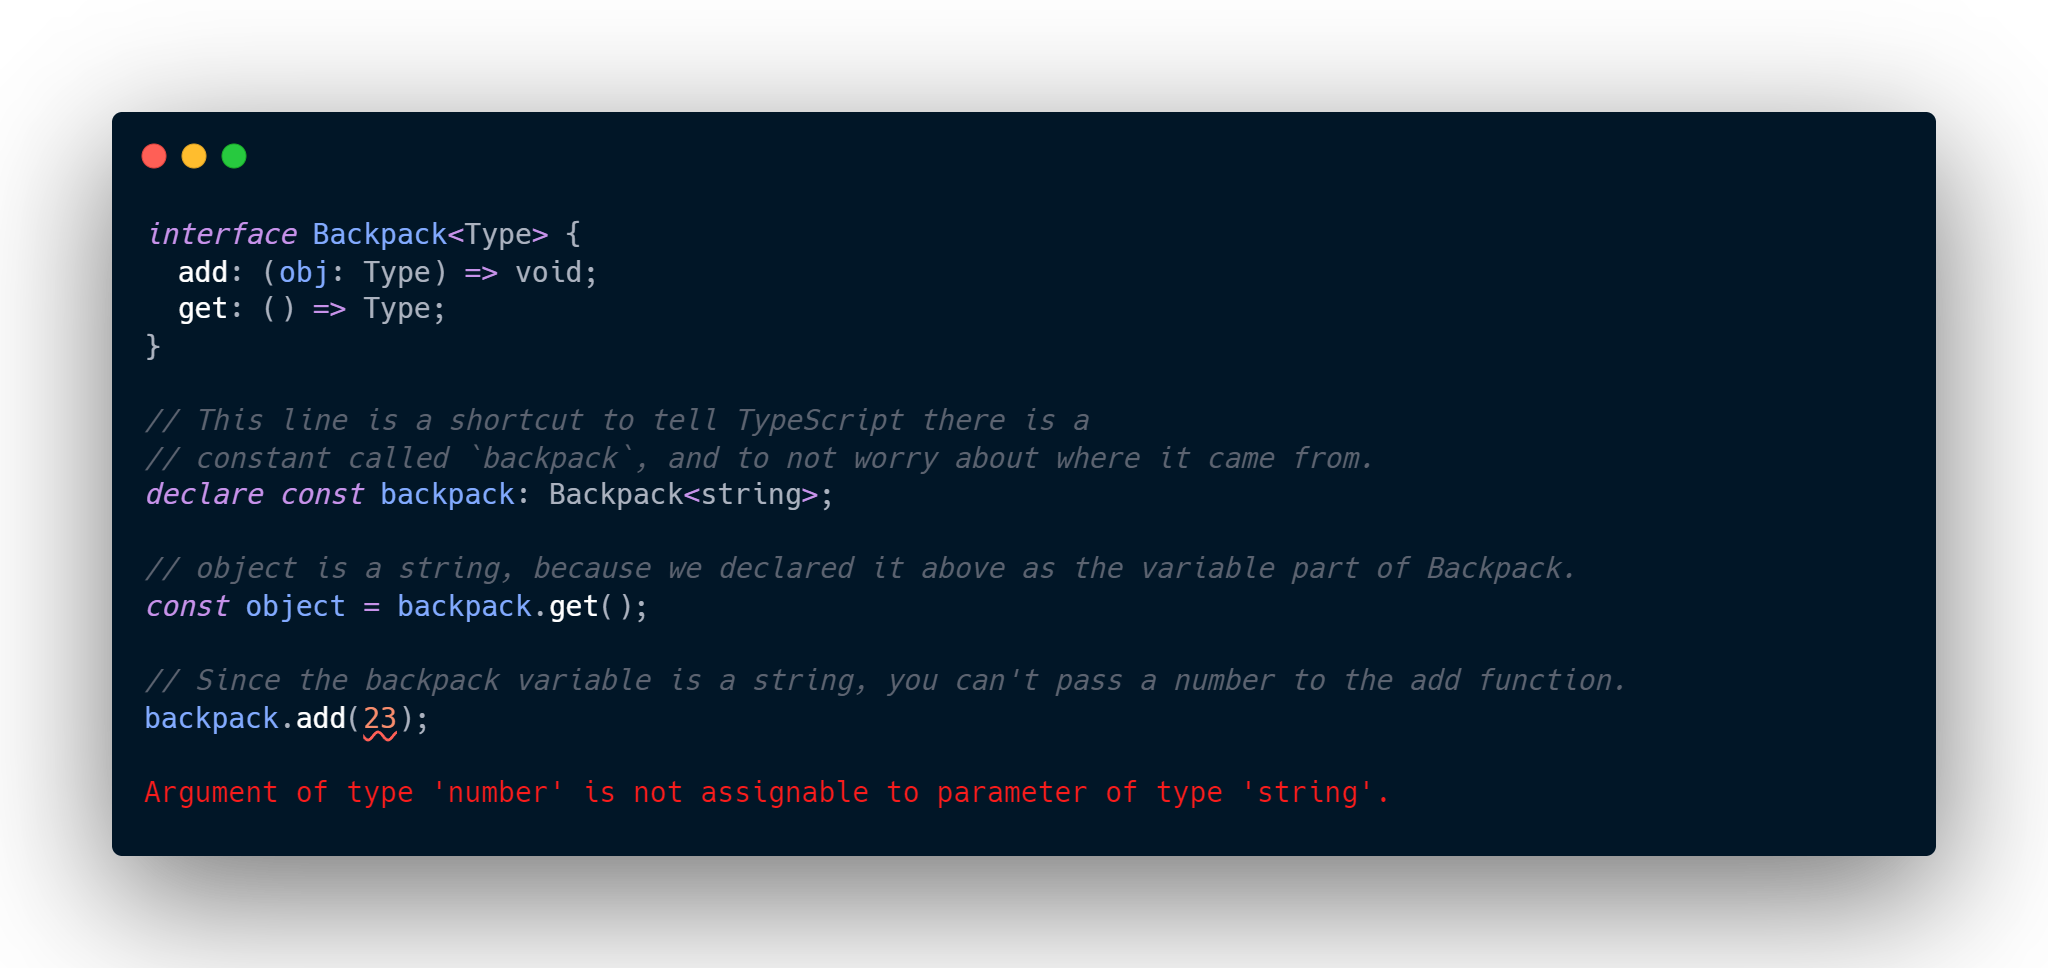 interface Backpack<Type> {
  add: (obj: Type) => void;
  get: () => Type;
}
// This line is a shortcut to tell TypeScript there is a
// constant called `backpack`, and to not worry about where it came from.
declare const backpack: Backpack<string>;
// object is a string, because we declared it above as the variable part of Backpack.
const object = backpack.get();
// Since the backpack variable is a string, you can't pass a number to the add function.
backpack.add(23);
Argument of type 'number' is not assignable to parameter of type 'string'.